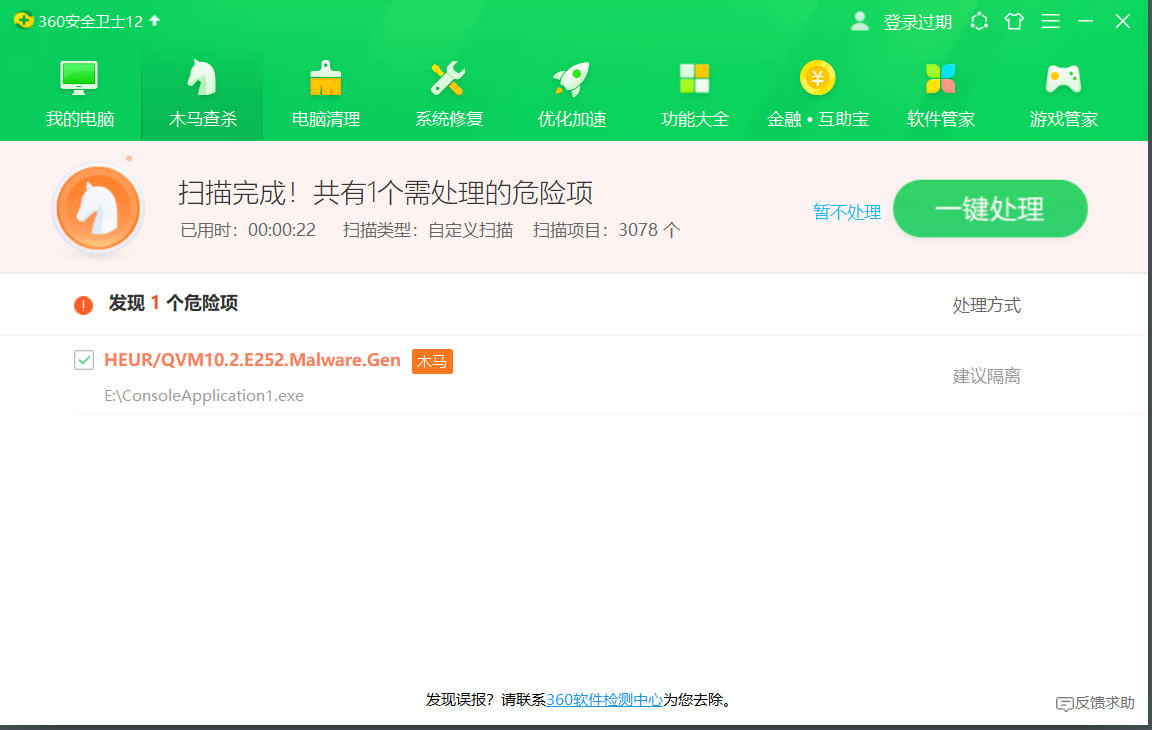 360安全卫士12
登录过期
我的电脑
木马查杀
电脑清理
系统修复
优化加速
功能大全
金融•互助宝
软件管家
游戏管家
扫描完成！共有1个需处理的危险项
已用时：00:00:22 扫描类型：自定义扫描 扫描项目：3078 个
暂不处理
一键处理
! 发现 1 个危险项
处理方式
HEUR/QVM10.2.E252.Malware.Gen 木马
E:\ConsoleApplication1.exe
建议隔离
发现误报？请联系360软件检测中心为您去除。
反馈求助